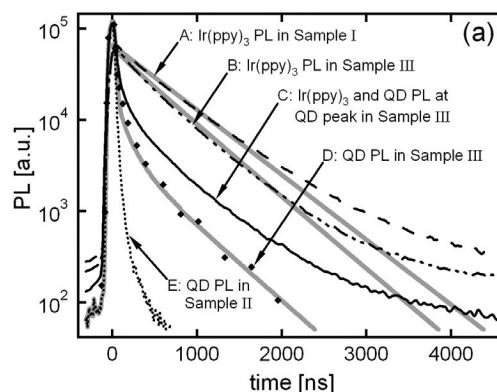 (a)
A: Ir(ppy)3 PL in Sample I
B: Ir(ppy)3 PL in Sample III
C: Ir(ppy)3 and QD PL at
QD peak in Sample III
D: QD PL in Sample III
E: QD PL in
Sample II
PL [a.u.]
10^5
10^4
10^3
10^2
0 1000 2000 3000 4000
time [ns]